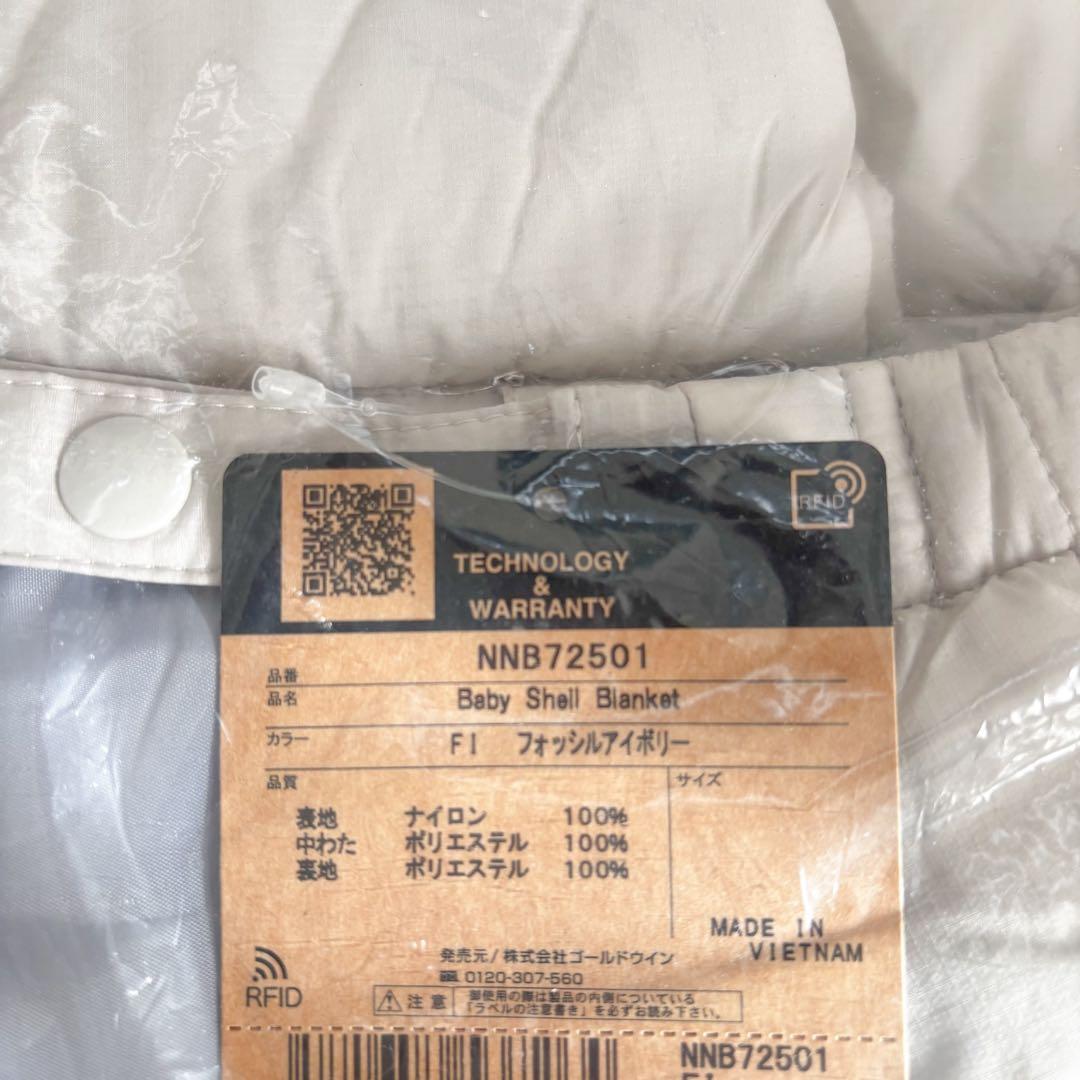 RFID
TECHNOLOGY
&
WARRANTY
品番 NNB72501
品名 Baby Shell Blanket
カラー FI フォッシルアイボリー
品質 サイズ
表地 ナイロン 100%
中わた ポリエステル 100%
裏地 ポリエステル 100%
MADE IN
VIETNAM
発売元/株式会社ゴールドウイン
0120-307-560
RFID
注意 御使用の際は製品の内側についている
「ラベルの注意書き」を必ずお読み下さい。
NNB72501
FI